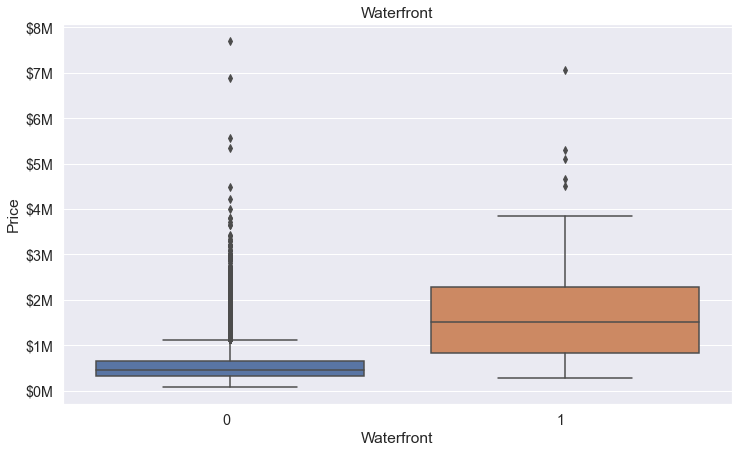 Waterfront
$8M
$7M
$6M
$5M
$4M
$3M
$2M
$1M
$0M
Price
0 1
Waterfront